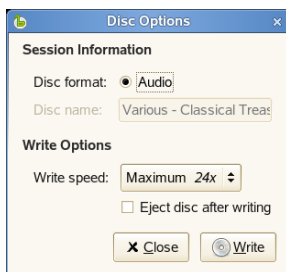 Disc Options
Session Information
Disc format: Audio
Disc name: Various - Classical Treas
Write Options
Write speed: Maximum 24x
Eject disc after writing
Close Write